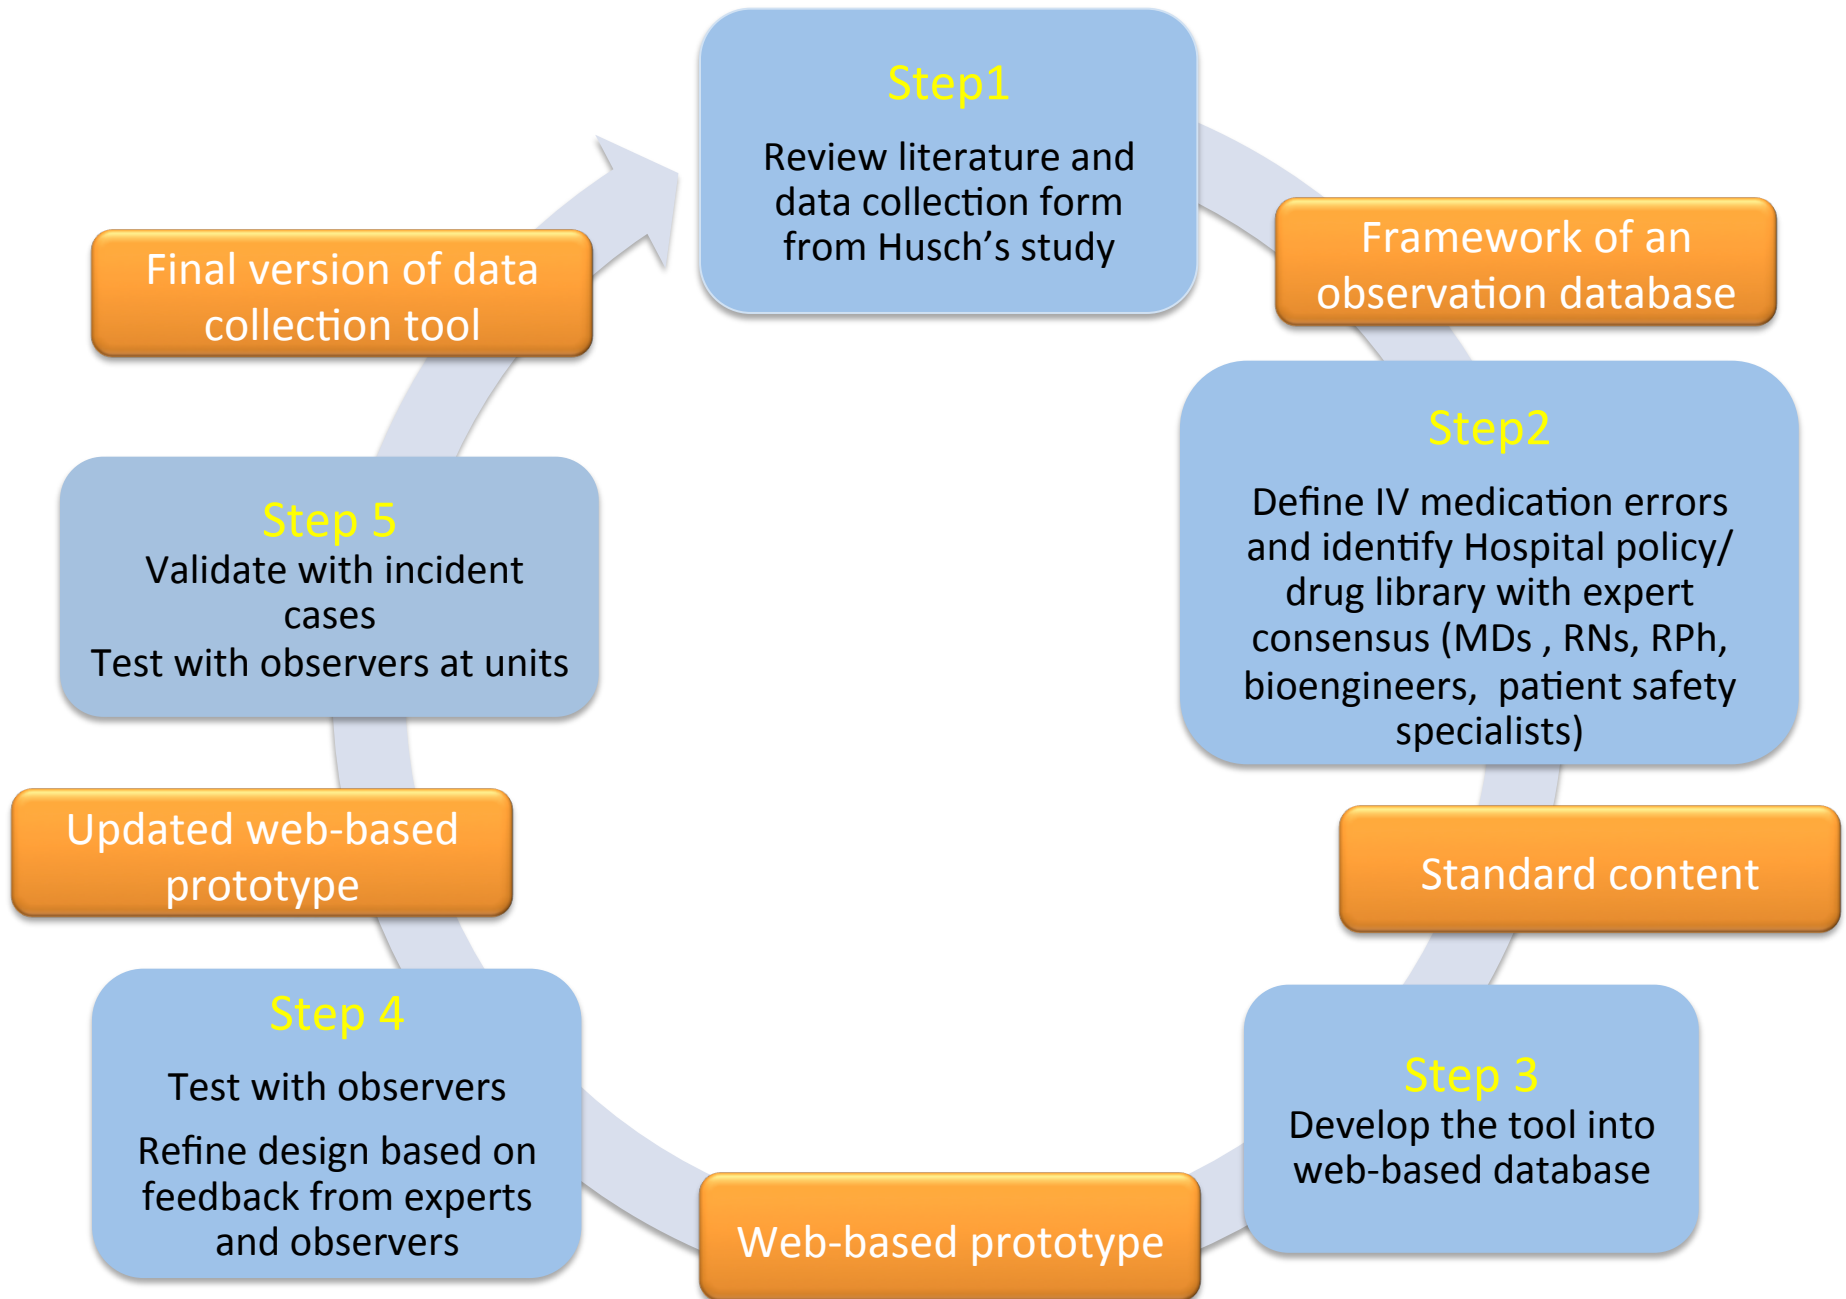 Step1
Review literature and
data collection form
from Husch’s study
Framework of an
observation database
Step2
Define IV medication errors
and identify Hospital policy/
drug library with expert
consensus (MDs , RNs, RPh,
bioengineers,  patient safety
specialists)
Standard content
Step 3
Develop the tool into
web-based database
Web-based prototype
Step 4
Test with observers
Refine design based on
feedback from experts
and observers
Updated web-based
prototype
Step 5
Validate with incident
cases
Test with observers at units
Final version of data
collection tool